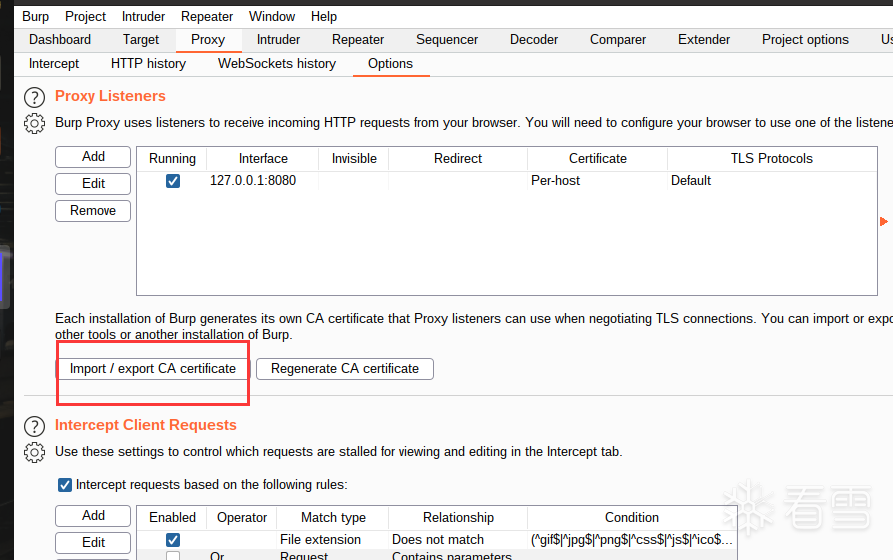 Burp Project Intruder Repeater Window Help
Dashboard Target Proxy Intruder Repeater Sequencer Decoder Comparer Extender Project options Us
Intercept HTTP history WebSockets history Options
? Proxy Listeners
Burp Proxy uses listeners to receive incoming HTTP requests from your browser. You will need to configure your browser to use one of the listene
Add Running Interface Invisible Redirect Certificate TLS Protocols
Edit 127.0.0.1:8080 Per-host Default
Remove
Each installation of Burp generates its own CA certificate that Proxy listeners can use when negotiating TLS connections. You can import or expo
other tools or another installation of Burp.
Import / export CA certificate Regenerate CA certificate
? Intercept Client Requests
Use these settings to control which requests are stalled for viewing and editing in the Intercept tab.
Intercept requests based on the following rules:
Add Enabled Operator Match type Relationship Condition
Edit File extension Does not match (^gif$|^jpg$|^png$|^css$|^js$|^ico$...
Or Request Contains parameters
看雪